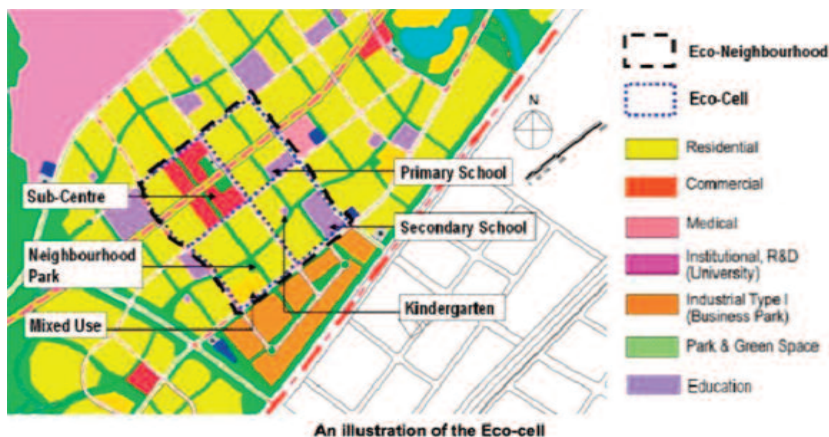 Eco-Neighbourhood
Eco-Cell
N
Residential
Primary School
Commercial
Sub-Centre
Secondary School
Medical
Neighbourhood
Park
Institutional, R&D
(University)
Kindergarten
Industrial Type I
(Business Park)
Mixed Use
Park & Green Space
Education
An illustration of the Eco-cell